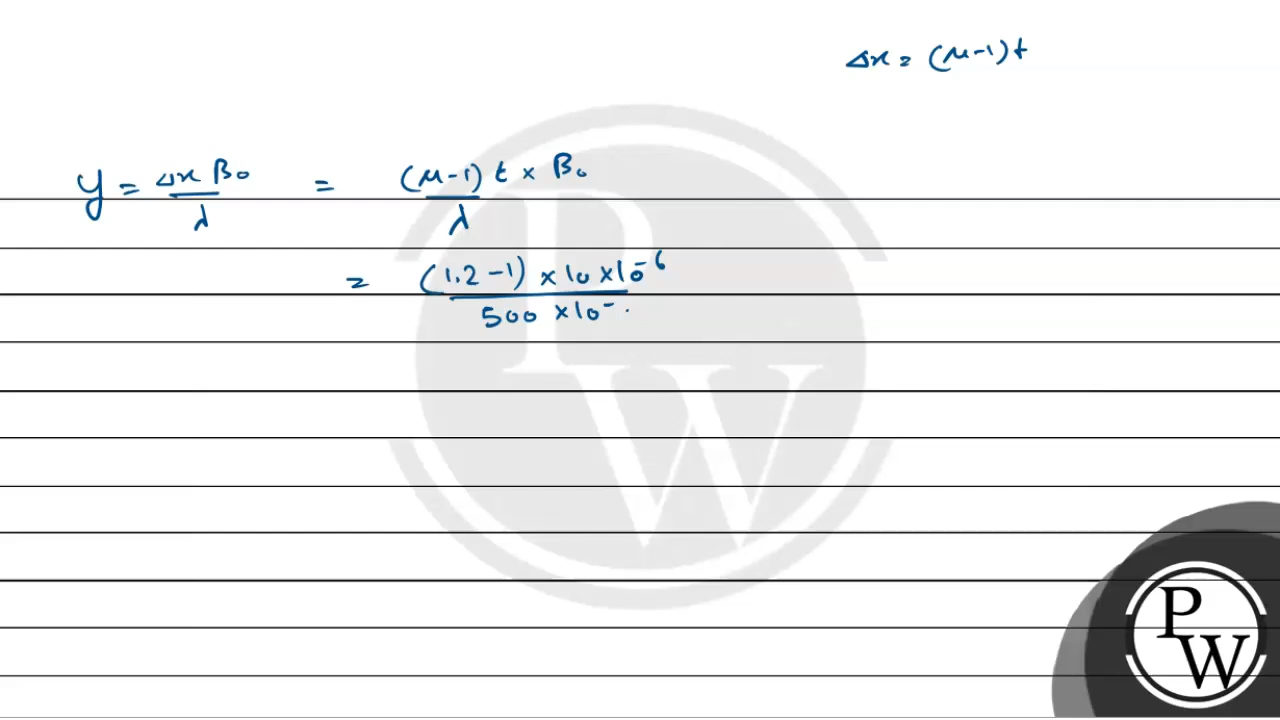 Δx = (μ-1)t
y = Δx β₀ / λ = (μ-1) t × β₀ / λ
= (1.2-1) × 10 × 10⁻⁶ / 500 × 10⁻
P
W
P
W